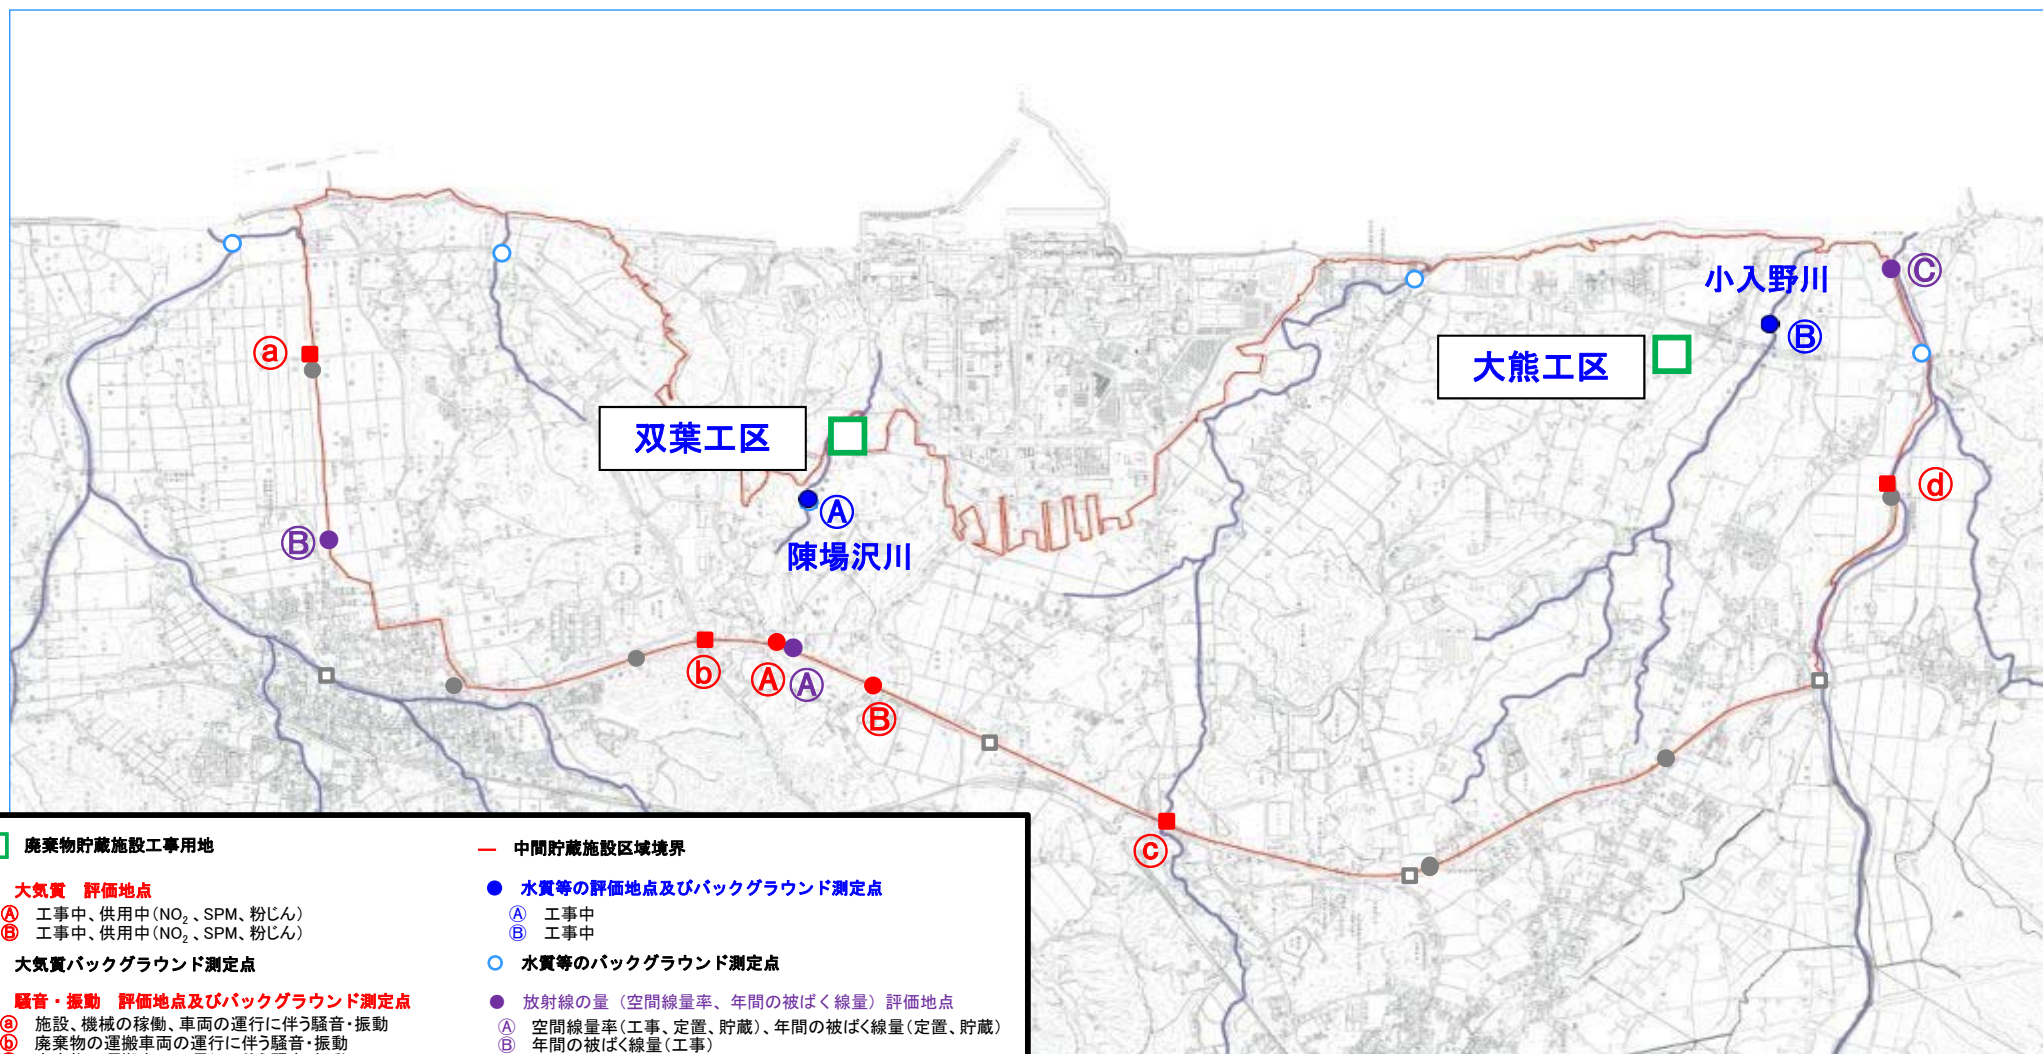 小入野川
Ⓒ
Ⓑ
ⓐ
大熊工区
双葉工区
ⓓ
Ⓐ
Ⓑ
陳場沢川
ⓑ
Ⓐ
Ⓐ
Ⓑ
ⓒ
廃棄物貯蔵施設工事用地
大気質 評価地点
Ⓐ 工事中、供用中(NO₂、SPM、粉じん)
Ⓑ 工事中、供用中(NO₂、SPM、粉じん)
大気質バックグラウンド測定点
騒音・振動 評価地点及びバックグラウンド測定点
ⓐ 施設、機械の稼働、車両の運行に伴う騒音・振動
ⓑ 廃棄物の運搬車両の運行に伴う騒音・振動
中間貯蔵施設区域境界
水質等の評価地点及びバックグラウンド測定点
Ⓐ 工事中
Ⓑ 工事中
水質等のバックグラウンド測定点
放射線の量（空間線量率、年間の被ばく線量）評価地点
Ⓐ 空間線量率(工事、定置、貯蔵)、年間の被ばく線量(定置、貯蔵)
Ⓑ 年間の被ばく線量(工事)